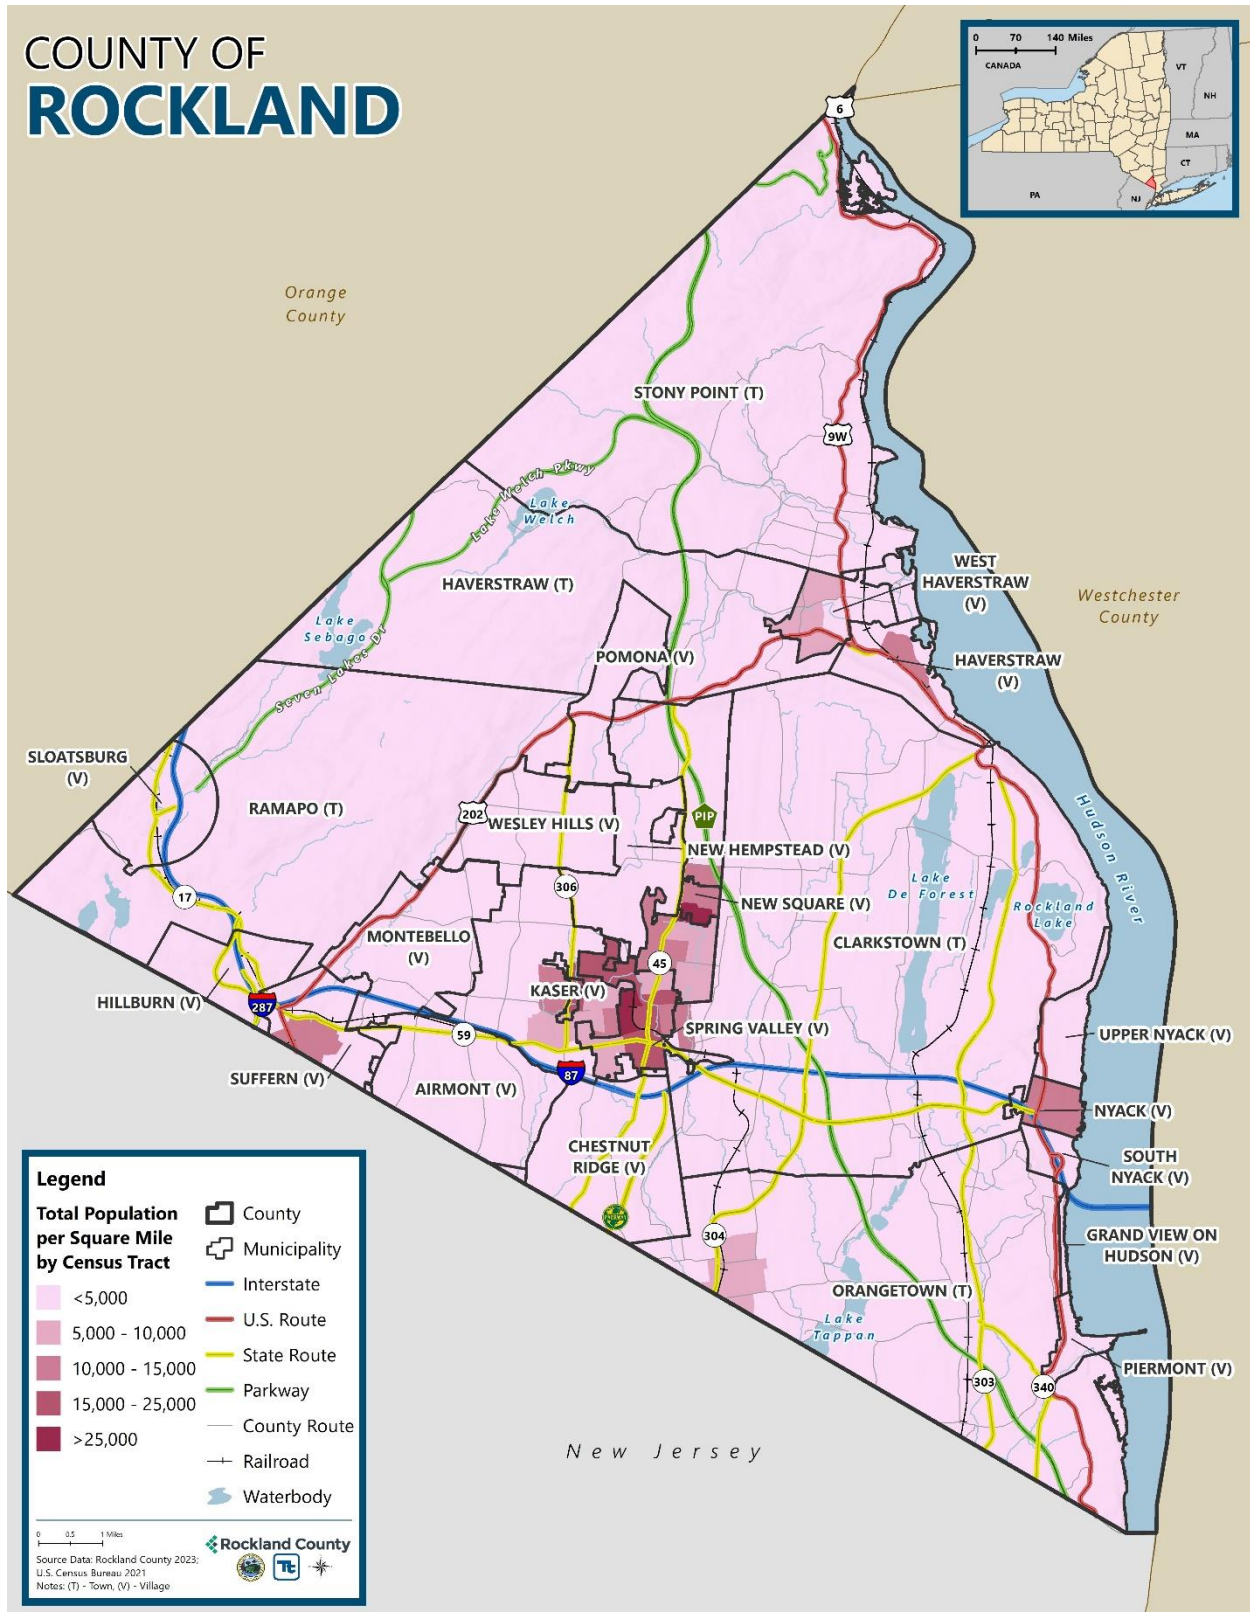 COUNTY OF
ROCKLAND
0 70 140 Miles
CANADA
VT
NH
MA
CT
PA
NJ
6
Orange
County
STONY POINT (T)
9W
Lake Welch Pkwy
Lake
Welch
HAVERSTRAW (T)
WEST
HAVERSTRAW
(V)
Westchester
County
Lake
Sebago
Seven Lakes Dr
POMONA (V)
HAVERSTRAW
(V)
SLOATSBURG
(V)
RAMAPO (T)
202
WESLEY HILLS (V)
PIP
Hudson River
NEW HEMPSTEAD (V)
17
306
Lake
De Forest
Rockland
Lake
NEW SQUARE (V)
MONTEBELLO
(V)
45
CLARKSTOWN (T)
KASER (V)
HILLBURN (V)
287
59
SPRING VALLEY (V)
UPPER NYACK (V)
SUFFERN (V)
AIRMONT (V)
87
NYACK (V)
CHESTNUT
RIDGE (V)
SOUTH
NYACK (V)
304
GRAND VIEW ON
HUDSON (V)
ORANGETOWN (T)
Lake
Tappan
PIERMONT (V)
303
340
New Jersey
Legend
Total Population
per Square Mile
by Census Tract
<5,000
5,000 - 10,000
10,000 - 15,000
15,000 - 25,000
>25,000
County
Municipality
Interstate
U.S. Route
State Route
Parkway
County Route
Railroad
Waterbody
0 0.5 1 Miles
Source Data: Rockland County 2023;
U.S. Census Bureau 2021
Notes: (T) - Town, (V) - Village
Rockland County
Tt